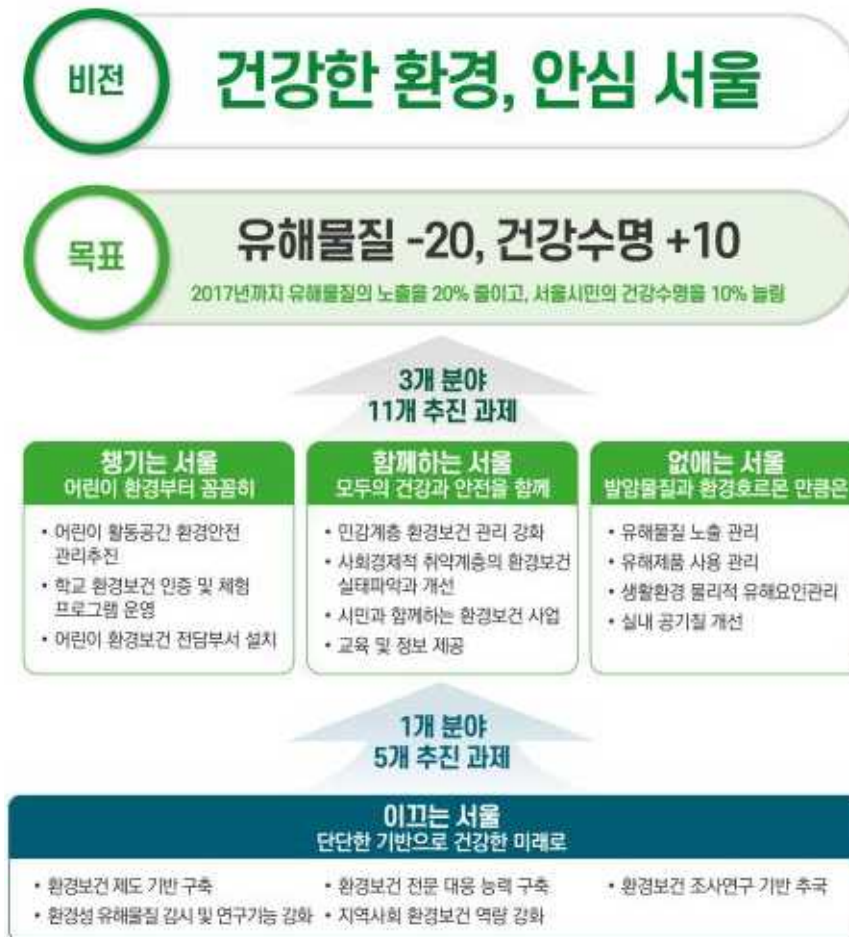 비전
건강한 환경, 안심 서울
목표
유해물질 -20, 건강수명 +10
2017년까지 유해물질의 노출을 20% 줄이고, 서울시민의 건강수명을 10% 늘림
3개 분야
11개 추진 과제
챙기는 서울
어린이 환경부터 꼼꼼히
• 어린이 활동공간 환경안전
관리추진
• 학교 환경보건 인증 및 체험
프로그램 운영
• 어린이 환경보건 전담부서 설치
함께하는 서울
모두의 건강과 안전을 함께
• 민감계층 환경보건 관리 강화
• 사회경제적 취약계층의 환경보건
실태파악과 개선
• 시민과 함께하는 환경보건 사업
• 교육 및 정보 제공
없애는 서울
발암물질과 환경호르몬 만큼은
• 유해물질 노출 관리
• 유해제품 사용 관리
• 생활환경 물리적 유해요인관리
• 실내 공기질 개선
1개 분야
5개 추진 과제
이끄는 서울
단단한 기반으로 건강한 미래로
• 환경보건 제도 기반 구축
• 환경성 유해물질 감시 및 연구기능 강화
• 환경보건 전문 대응 능력 구축
• 지역사회 환경보건 역량 강화
• 환경보건 조사연구 기반 추국